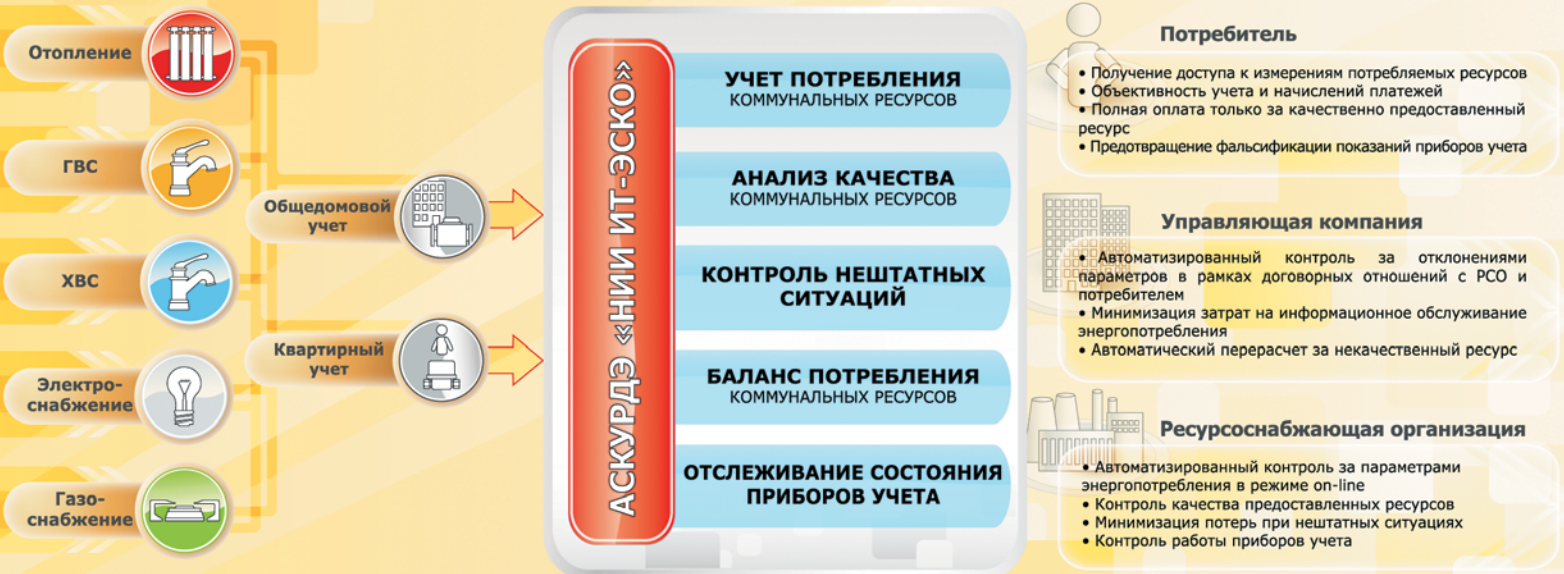 Отопление
ГВС
ХВС
Электро-
снабжение
Газо-
снабжение
Общедомовой
учет
Квартирный
учет
АСКУРДЭ «НИИ ИТ-ЭСКО»
УЧЕТ ПОТРЕБЛЕНИЯ
КОММУНАЛЬНЫХ РЕСУРСОВ
АНАЛИЗ КАЧЕСТВА
КОММУНАЛЬНЫХ РЕСУРСОВ
КОНТРОЛЬ НЕШТАТНЫХ
СИТУАЦИЙ
БАЛАНС ПОТРЕБЛЕНИЯ
КОММУНАЛЬНЫХ РЕСУРСОВ
ОТСЛЕЖИВАНИЕ СОСТОЯНИЯ
ПРИБОРОВ УЧЕТА
Потребитель
• Получение доступа к измерениям потребляемых ресурсов
• Объективность учета и начислений платежей
• Полная оплата только за качественно предоставленный
ресурс
• Предотвращение фальсификации показаний приборов учета
Управляющая компания
• Автоматизированный контроль за отклонениями
параметров в рамках договорных отношений с РСО и
потребителем
• Минимизация затрат на информационное обслуживание
энергопотребления
• Автоматический перерасчет за некачественный ресурс
Ресурсоснабжающая организация
• Автоматизированный контроль за параметрами
энергопотребления в режиме on-line
• Контроль качества предоставленных ресурсов
• Минимизация потерь при нештатных ситуациях
• Контроль работы приборов учета